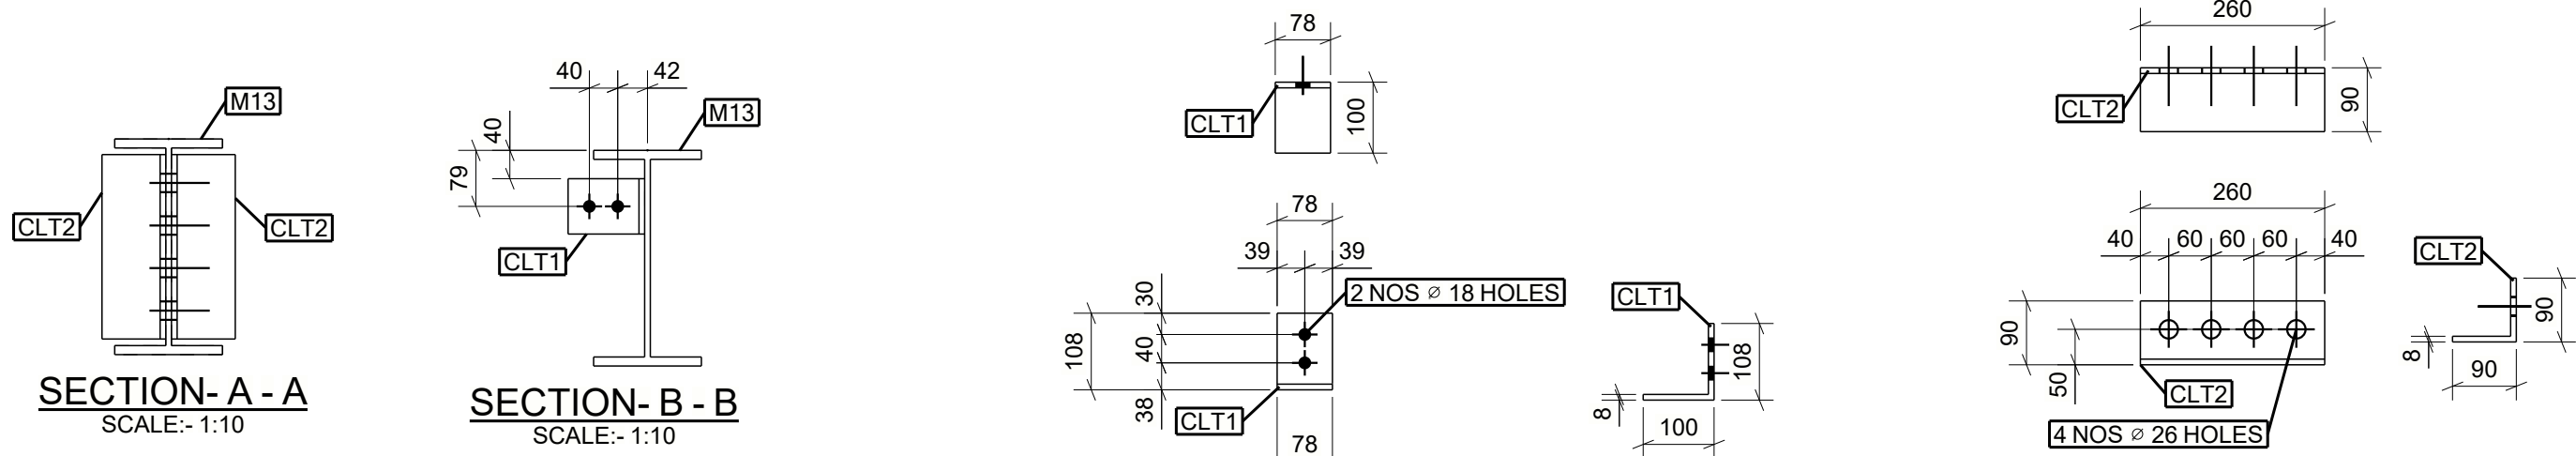 M13
CLT2
CLT2
SECTION- A - A
SCALE:- 1:10
40
42
M13
40
79
CLT1
SECTION- B - B
SCALE:- 1:10
78
CLT1
100
78
39
39
30
2 NOS ⌀ 18 HOLES
108
40
38
CLT1
78
CLT1
108
8
100
260
CLT2
90
260
40
60
60
60
40
90
50
CLT2
4 NOS ⌀ 26 HOLES
CLT2
90
8
90